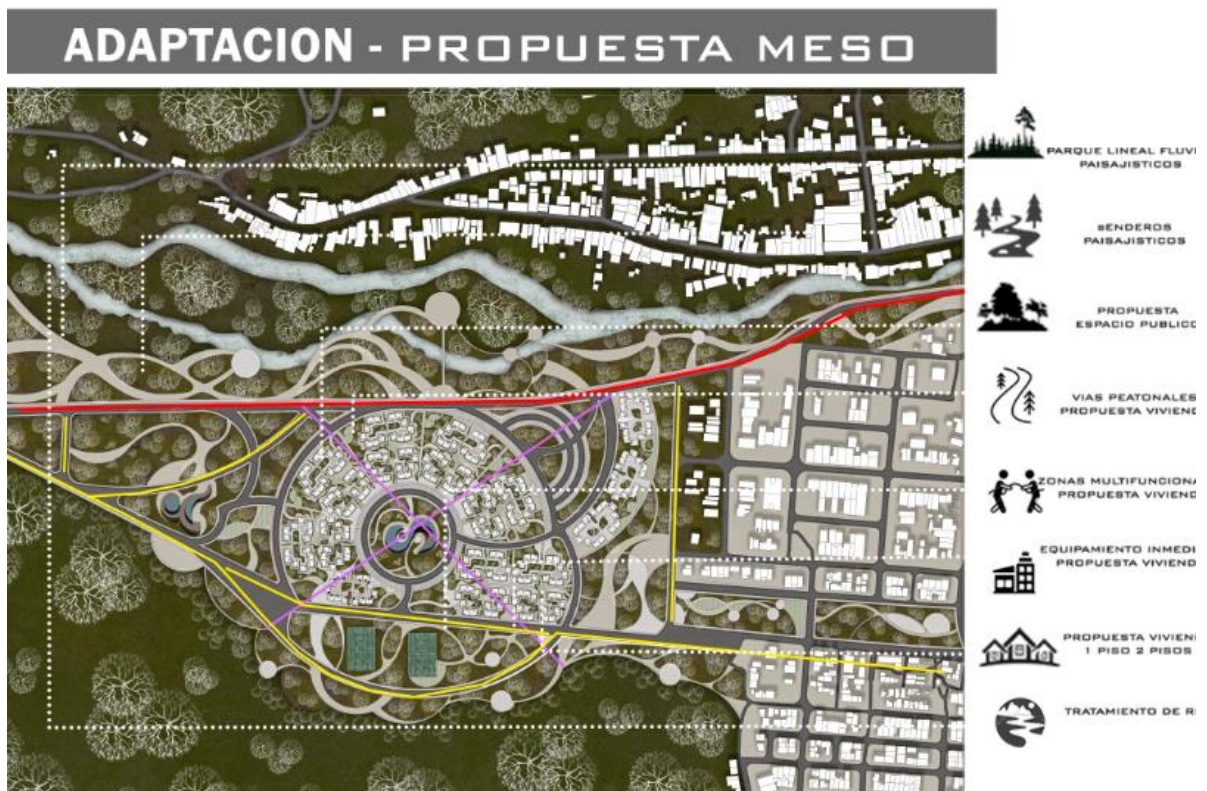 ADAPTACION - PROPUESTA MESO
PARQUE LINEAL FLUVI
PAISAJISTICOS
sENDEROS
PAISAJISTICOS
PROPUESTA
ESPACIO PUBLICO
VIAS PEATONALES
PROPUESTA VIVIEND
ZONAS MULTIFUNCIONA
PROPUESTA VIVIEND
EQUIPAMIENTO INMEDI
PROPUESTA VIVIEND
PROPUESTA VIVIEN
1 PISO 2 PISOS
TRATAMIENTO DE R